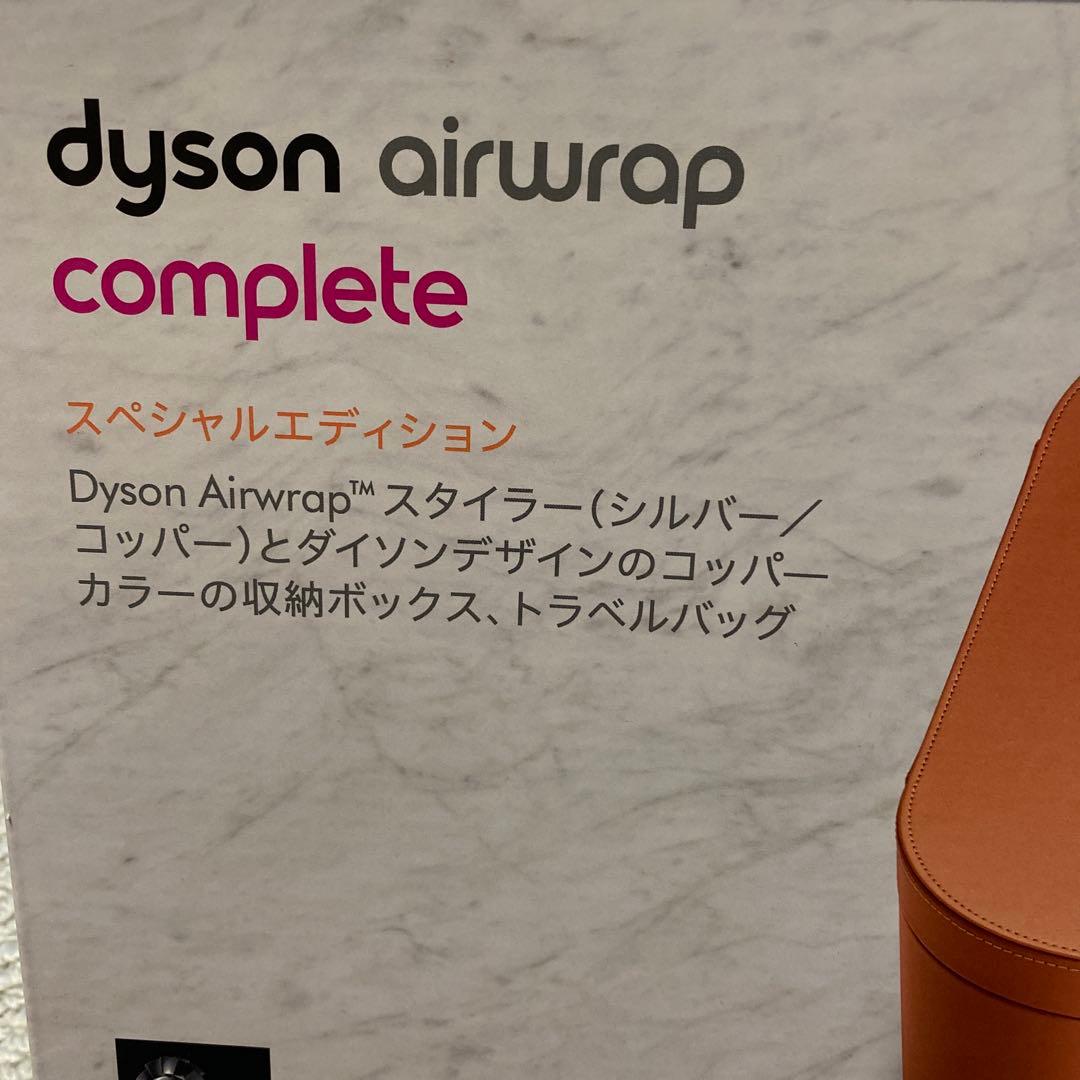 dyson airwrap
complete
スペシャルエディション
Dyson Airwrap™ スタイラー(シルバー/
コッパー)とダイソンデザインのコッパー
カラーの収納ボックス、トラベルバッグ